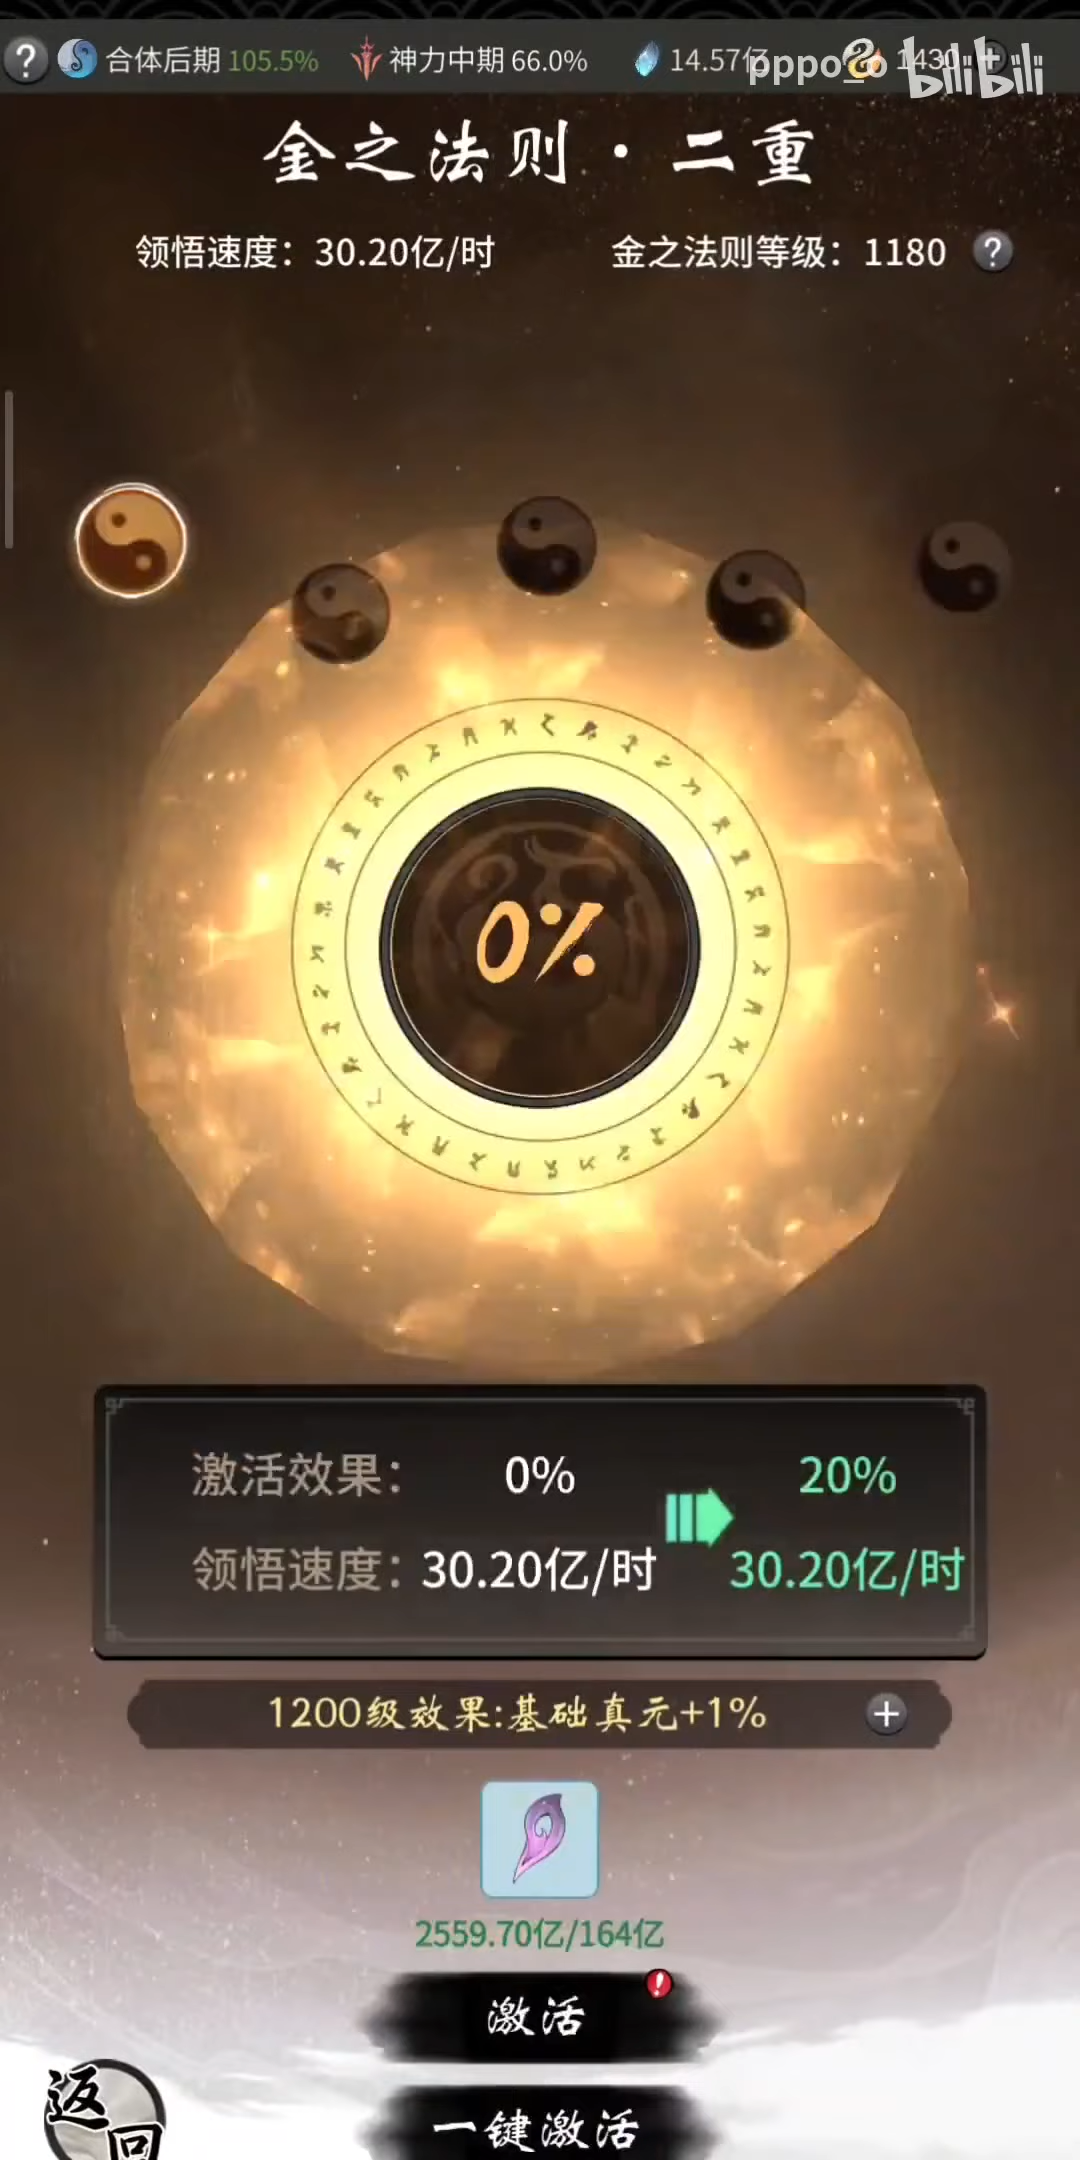 合体后期 105.5% 神力中期 66.0% 14.57亿 1430
pppo_o bilibili
金之法则·二重
领悟速度：30.20亿/时 金之法则等级：1180 ?
0%
激活效果： 0% 20%
领悟速度：30.20亿/时 30.20亿/时
1200级效果:基础真元+1%
2559.70亿/164亿
激活
一键激活
返回